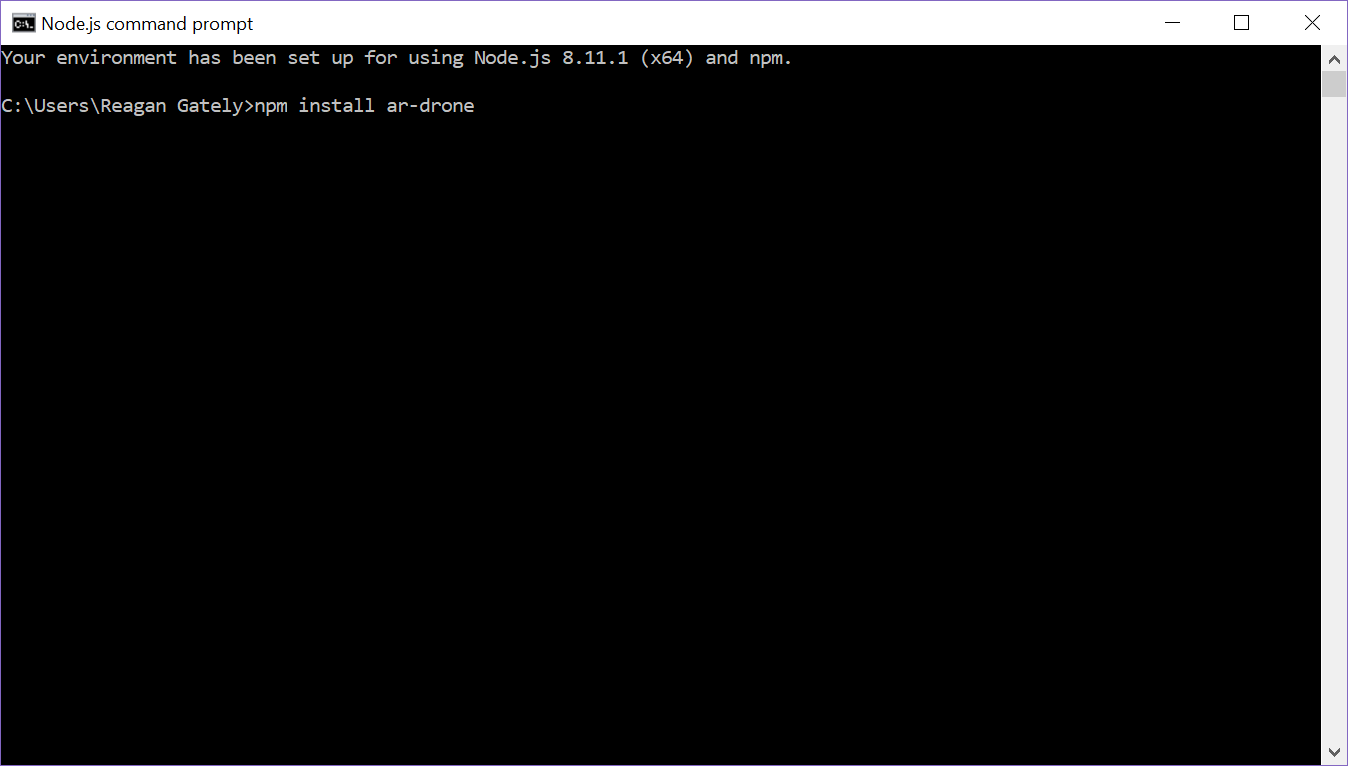 Node.js command prompt
Your environment has been set up for using Node.js 8.11.1 (x64) and npm.
C:\Users\Reagan Gately>npm install ar-drone